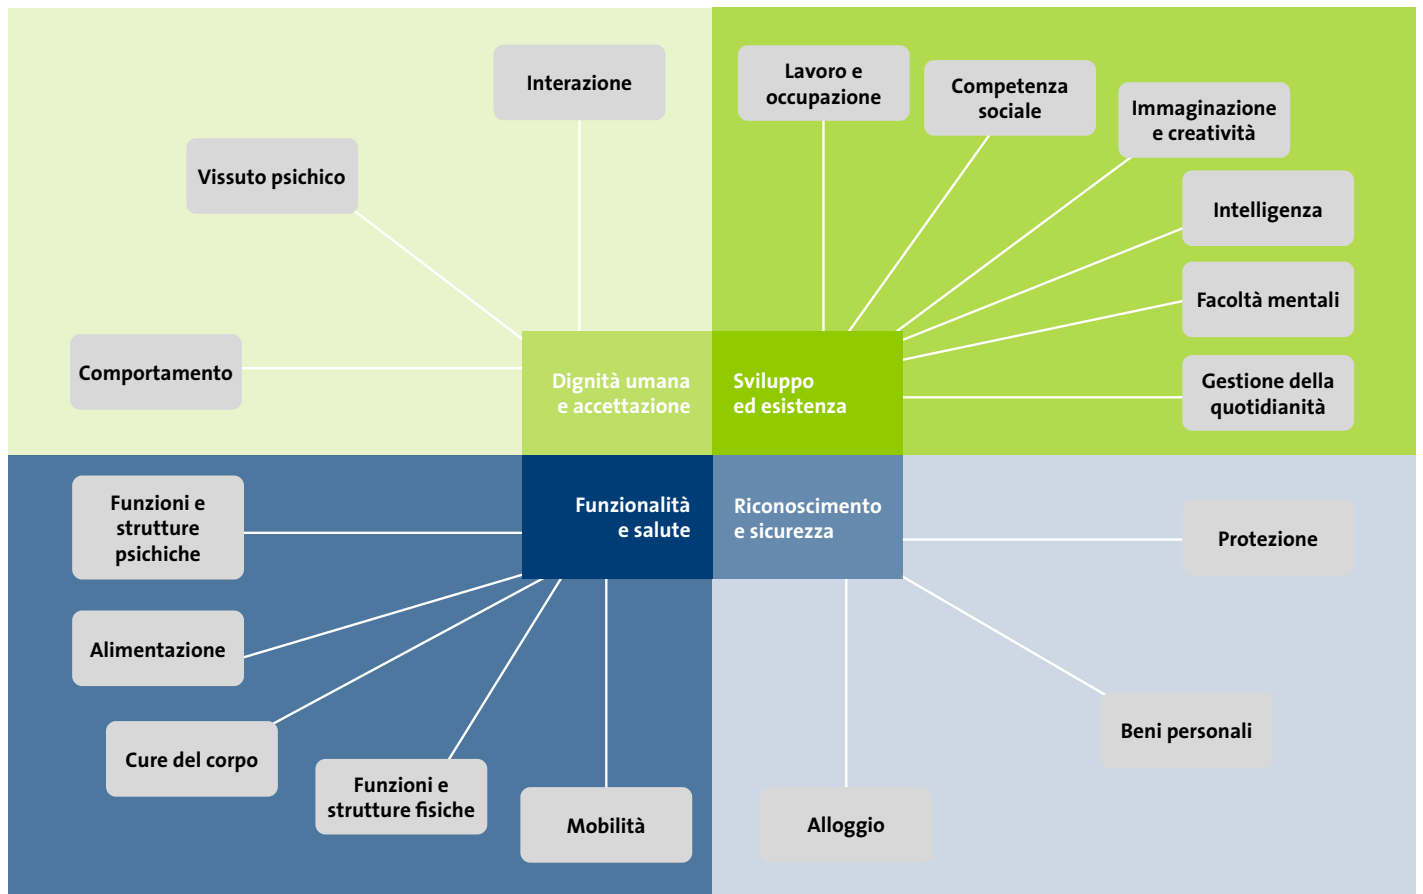 Interazione
Vissuto psichico
Comportamento
Dignità umana
e accettazione
Lavoro e
occupazione
Competenza
sociale
Immaginazione
e creatività
Intelligenza
Facoltà mentali
Gestione della
quotidianità
Sviluppo
ed esistenza
Funzionalità
e salute
Funzioni e
strutture
psichiche
Alimentazione
Cure del corpo
Funzioni e
strutture fisiche
Mobilità
Riconoscimento
e sicurezza
Protezione
Beni personali
Alloggio